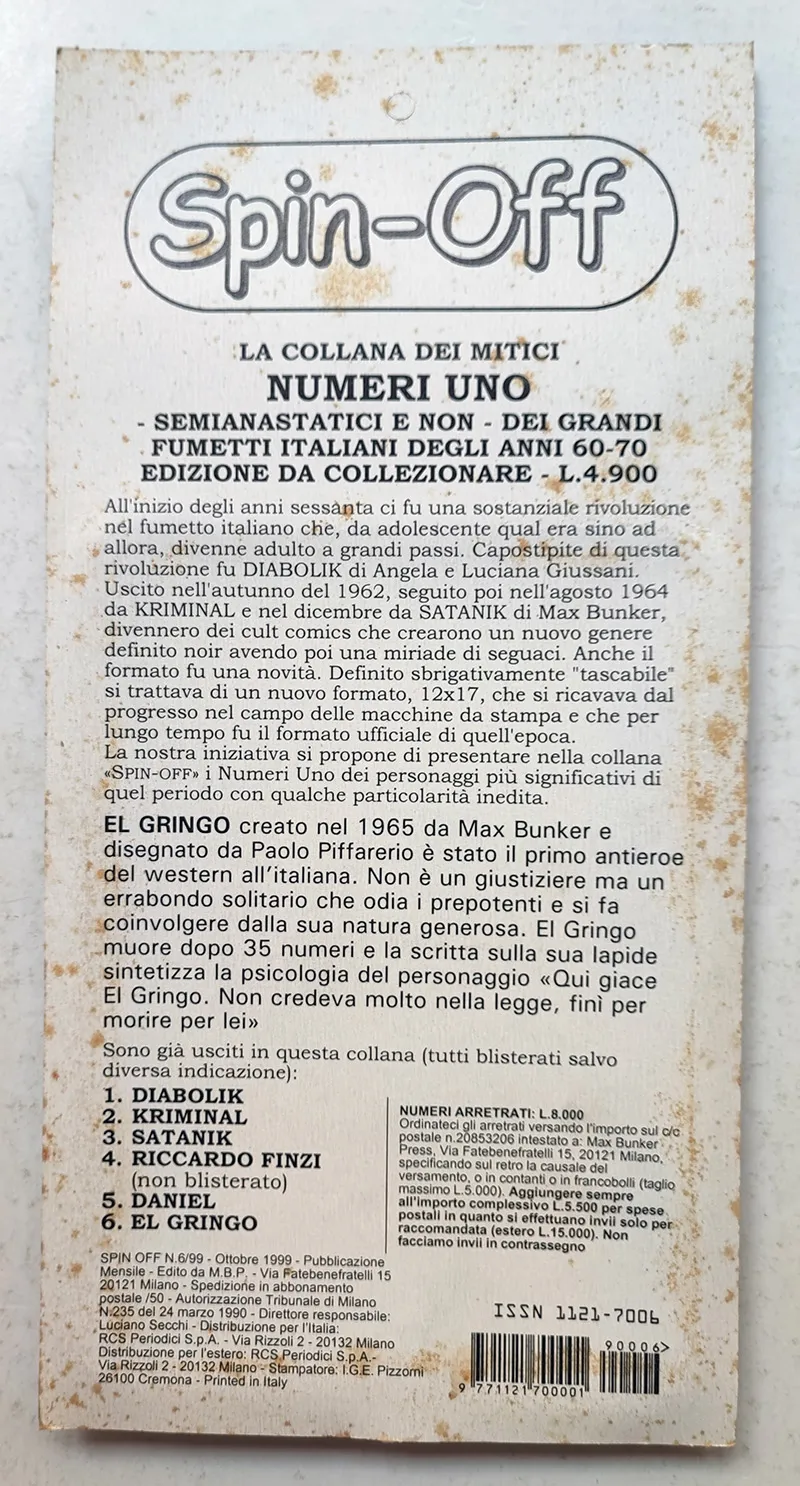 Spin-Off
LA COLLANA DEI MITICI
NUMERI UNO
- SEMIANASTATICI E NON - DEI GRANDI
FUMETTI ITALIANI DEGLI ANNI 60-70
EDIZIONE DA COLLEZIONARE - L.4.900
All'inizio degli anni sessanta ci fu una sostanziale rivoluzione
nel fumetto italiano che, da adolescente qual era sino ad
allora, divenne adulto a grandi passi. Capostipite di questa
rivoluzione fu DIABOLIK di Angela e Luciana Giussani.
Uscito nell'autunno del 1962, seguito poi nell'agosto 1964
da KRIMINAL e nel dicembre da SATANIK di Max Bunker,
divennero dei cult comics che crearono un nuovo genere
definito noir avendo poi una miriade di seguaci. Anche il
formato fu una novità. Definito sbrigativamente "tascabile"
si trattava di un nuovo formato, 12x17, che si ricavava dal
progresso nel campo delle macchine da stampa e che per
lungo tempo fu il formato ufficiale di quell'epoca.
La nostra iniziativa si propone di presentare nella collana
«SPIN-OFF» i Numeri Uno dei personaggi più significativi di
quel periodo con qualche particolarità inedita.
EL GRINGO creato nel 1965 da Max Bunker e
disegnato da Paolo Piffarerio è stato il primo antieroe
del western all'italiana. Non è un giustiziere ma un
errabondo solitario che odia i prepotenti e si fa
coinvolgere dalla sua natura generosa. El Gringo
muore dopo 35 numeri e la scritta sulla sua lapide
sintetizza la psicologia del personaggio «Qui giace
El Gringo. Non credeva molto nella legge, finì per
morire per lei»
Sono già usciti in questa collana (tutti blisterati salvo
diversa indicazione):
1. DIABOLIK
2. KRIMINAL
3. SATANIK
4. RICCARDO FINZI
(non blisterato)
5. DANIEL
6. EL GRINGO
NUMERI ARRETRATI: L.8.000
Ordinateci gli arretrati versando l'importo sul c/c
postale n.20853206 intestato a: Max Bunker
Press, Via Fatebenefratelli 15, 20121 Milano,
specificando sul retro la causale del
versamento, o in contanti o in francobolli (taglio
massimo L.5.000). Aggiungere sempre
all'importo complessivo L.5.500 per spese
postali in quanto si effettuano invii solo per
raccomandata (estero L.15.000). Non
facciamo invii in contrassegno
SPIN OFF N.6/99 - Ottobre 1999 - Pubblicazione
Mensile - Edito da M.B.P. - Via Fatebenefratelli 15
20121 Milano - Spedizione in abbonamento
postale /50 - Autorizzazione Tribunale di Milano
N.235 del 24 marzo 1990 - Direttore responsabile:
Luciano Secchi - Distribuzione per l'Italia:
RCS Periodici S.p.A. - Via Rizzoli 2 - 20132 Milano
Distribuzione per l'estero: RCS Periodici S.p.A.-
Via Rizzoli 2 - 20132 Milano - Stampatore: I.G.E. Pizzorni
26100 Cremona - Printed in Italy
ISSN 1121-7006
90006>
9 771121 700001